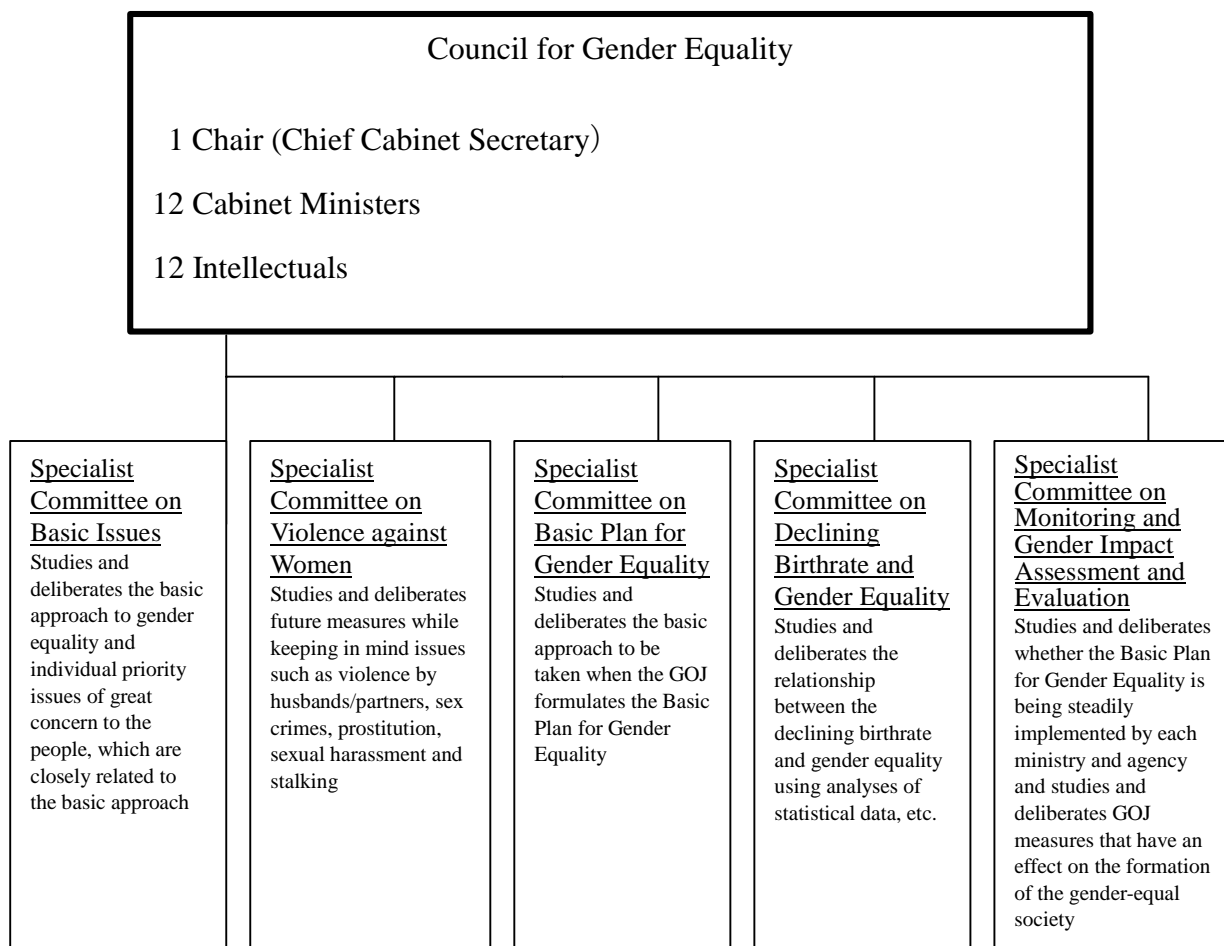 Council for Gender Equality
1 Chair (Chief Cabinet Secretary）
12 Cabinet Ministers
12 Intellectuals
Specialist
Committee on
Basic Issues
Studies and
deliberates the basic
approach to gender
equality and
individual priority
issues of great
concern to the
people, which are
closely related to
the basic approach
Specialist
Committee on
Violence against
Women
Studies and deliberates
future measures while
keeping in mind issues
such as violence by
husbands/partners, sex
crimes, prostitution,
sexual harassment and
stalking
Specialist
Committee on
Basic Plan for
Gender Equality
Studies and
deliberates the basic
approach to be
taken when the GOJ
formulates the Basic
Plan for Gender
Equality
Specialist
Committee on
Declining
Birthrate and
Gender Equality
Studies and
deliberates the
relationship
between the
declining birthrate
and gender equality
using analyses of
statistical data, etc.
Specialist
Committee on
Monitoring and
Gender Impact
Assessment and
Evaluation
Studies and deliberates
whether the Basic Plan
for Gender Equality is
being steadily
implemented by each
ministry and agency
and studies and
deliberates GOJ
measures that have an
effect on the formation
of the gender-equal
society